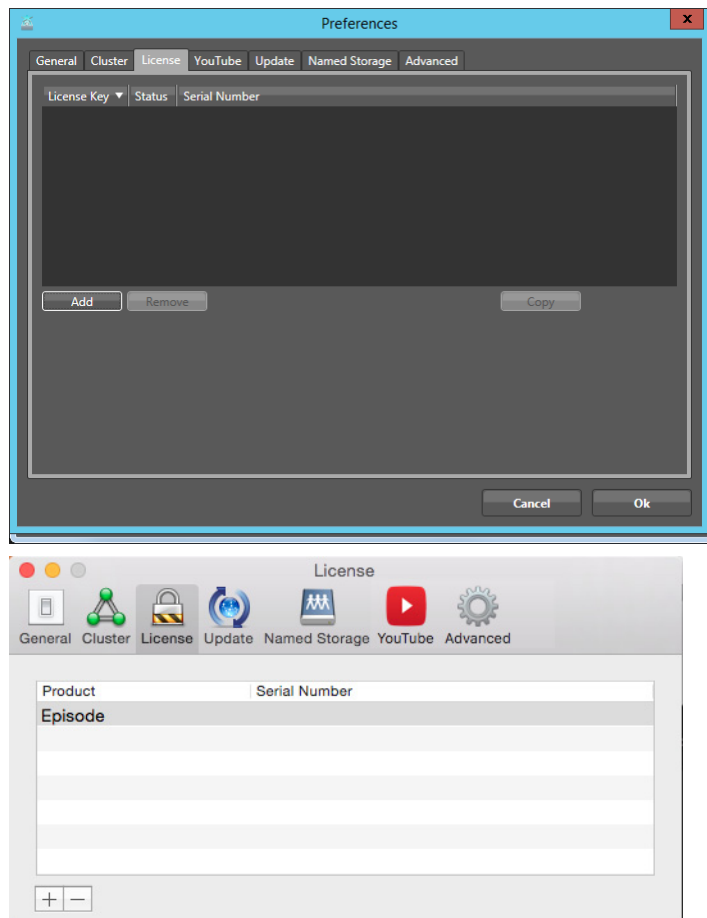 Preferences
x
General Cluster License YouTube Update Named Storage Advanced
License Key Status Serial Number
Add Remove Copy
Cancel Ok
License
General Cluster License Update Named Storage YouTube Advanced
Product Serial Number
Episode
+ −